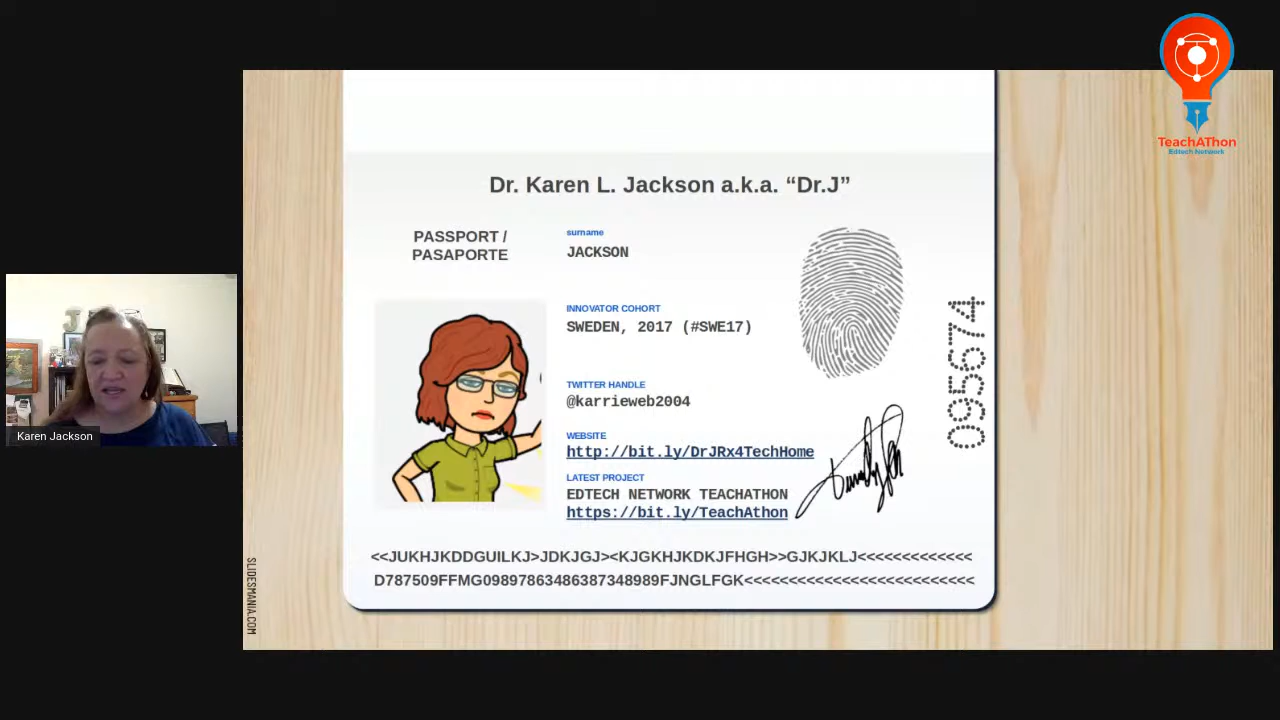 TeachAThon
Edtech Network
Dr. Karen L. Jackson a.k.a. “Dr.J”
PASSPORT /
PASAPORTE
surname
JACKSON
INNOVATOR COHORT
SWEDEN, 2017 (#SWE17)
TWITTER HANDLE
@karrieweb2004
WEBSITE
http://bit.ly/DrJRx4TechHome
LATEST PROJECT
EDTECH NETWORK TEACHATHON
https://bit.ly/TeachAthon
095674
<<JUKHJKDDGUILKJ>JDKJGJ><KJGKHJKDKJFHGH>>GJKJKLJ<<<<<<<<<<<<<
D787509FFMG09897863486387348989FJNGLFGK<<<<<<<<<<<<<<<<<<<<<<<<<<
SLIDESMANIA.COM
J
Karen Jackson